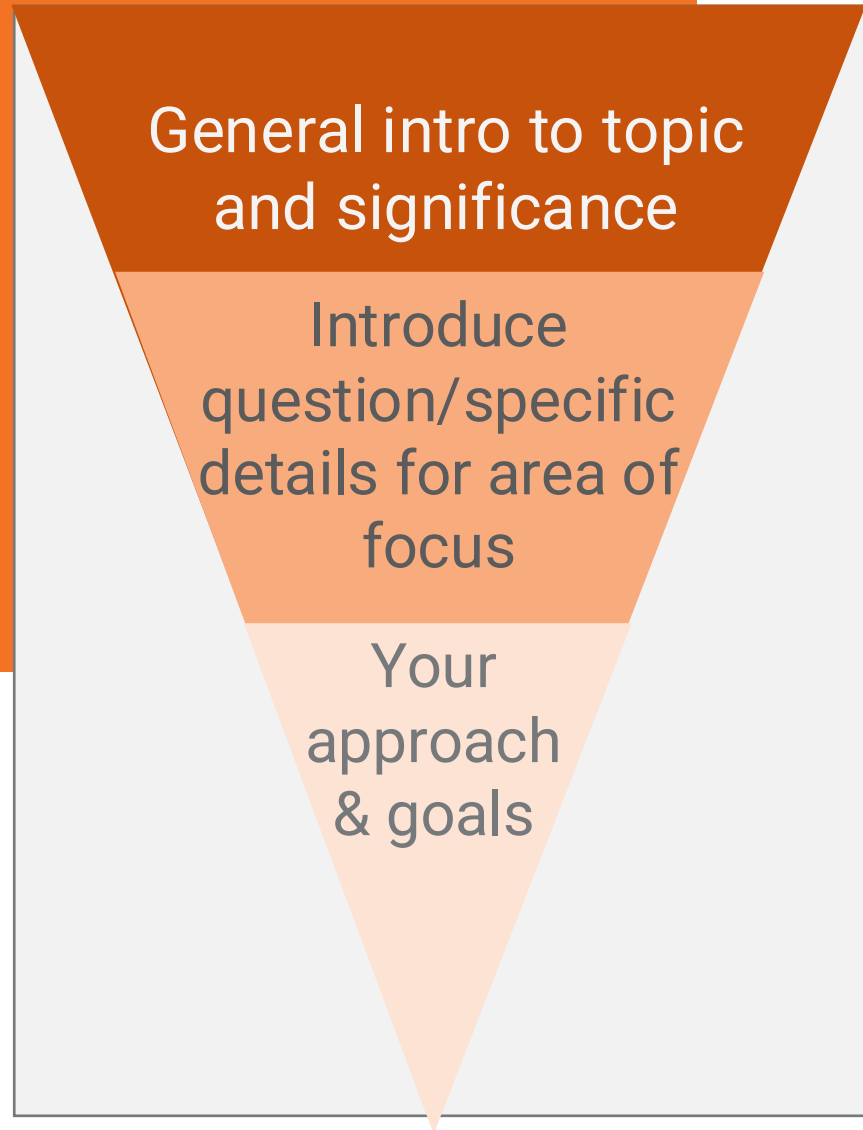 General intro to topic
and significance
Introduce
question/specific
details for area of
focus
Your
approach
& goals